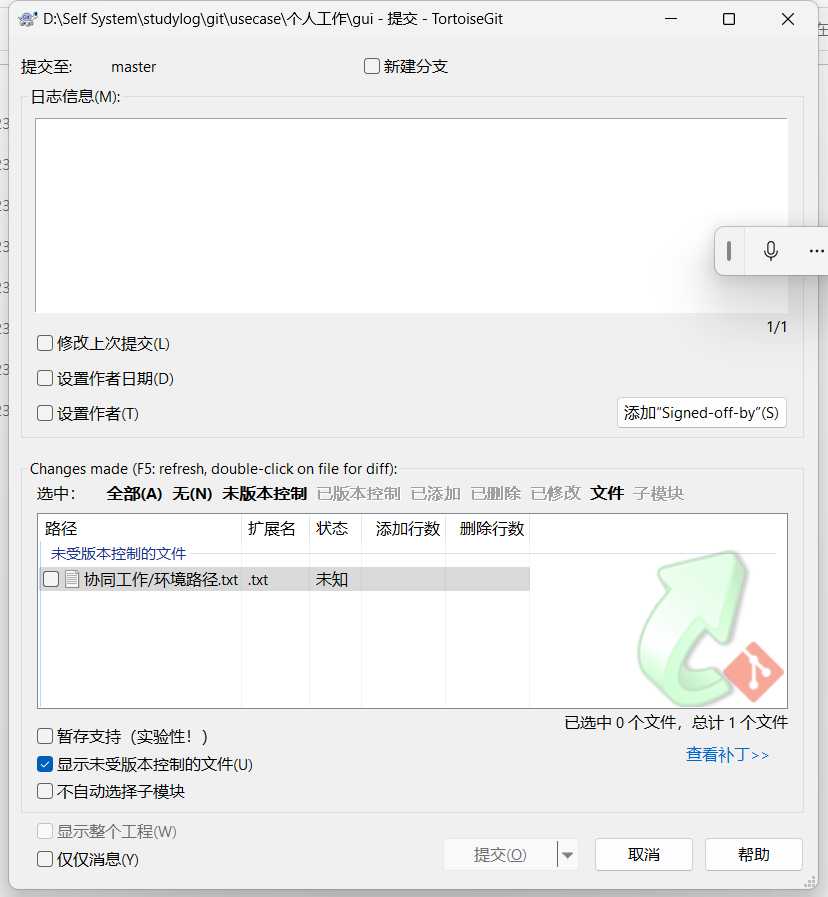 D:\Self System\studylog\git\usecase\个人工作\gui - 提交 - TortoiseGit
提交至: master 新建分支
日志信息(M):
1/1
修改上次提交(L)
设置作者日期(D)
设置作者(T) 添加"Signed-off-by"(S)
Changes made (F5: refresh, double-click on file for diff):
选中: 全部(A) 无(N) 未版本控制 已版本控制 已添加 已删除 已修改 文件 子模块
路径 扩展名 状态 添加行数 删除行数
未受版本控制的文件
协同工作/环境路径.txt .txt 未知
已选中 0 个文件，总计 1 个文件
暂存支持（实验性！）
查看补丁>>
显示未受版本控制的文件(U)
不自动选择子模块
显示整个工程(W)
仅仅消息(Y)
提交(O) 取消 帮助